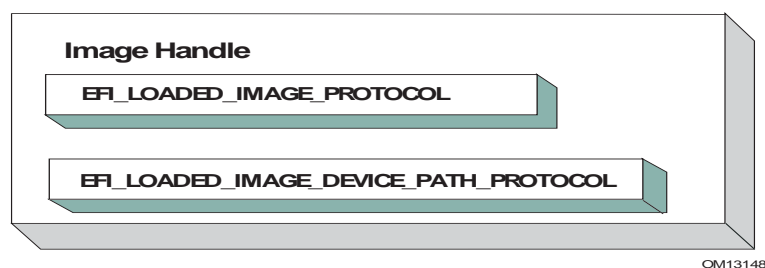 Image Handle
EFI_LOADED_IMAGE_PROTOCOL
EFI_LOADED_IMAGE_DEVICE_PATH_PROTOCOL
OM13148